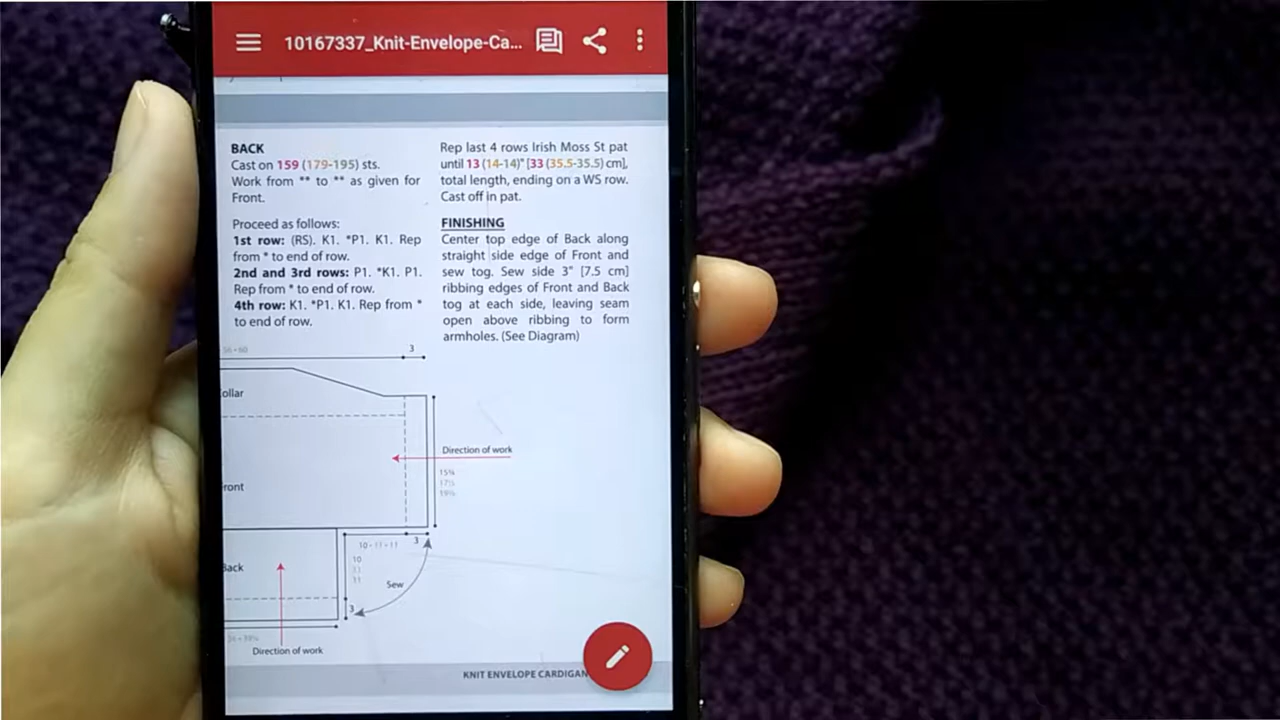 10167337_Knit-Envelope-Ca...
BACK
Cast on 159 (179-195) sts.
Work from ** to ** as given for
Front.
Proceed as follows:
1st row: (RS). K1. *P1. K1. Rep
from * to end of row.
2nd and 3rd rows: P1. *K1. P1.
Rep from * to end of row.
4th row: K1. *P1. K1. Rep from *
to end of row.
Rep last 4 rows Irish Moss St pat
until 13 (14-14)" [33 (35.5-35.5) cm],
total length, ending on a WS row.
Cast off in pat.
FINISHING
Center top edge of Back along
straight side edge of Front and
sew tog. Sew side 3" [7.5 cm]
ribbing edges of Front and Back
tog at each side, leaving seam
open above ribbing to form
armholes. (See Diagram)
3
ollar
Direction of work
ront
10 - 11 - 11
3
10
11
11
Back
Sew
3
Direction of work
KNIT ENVELOPE CARDIGAN